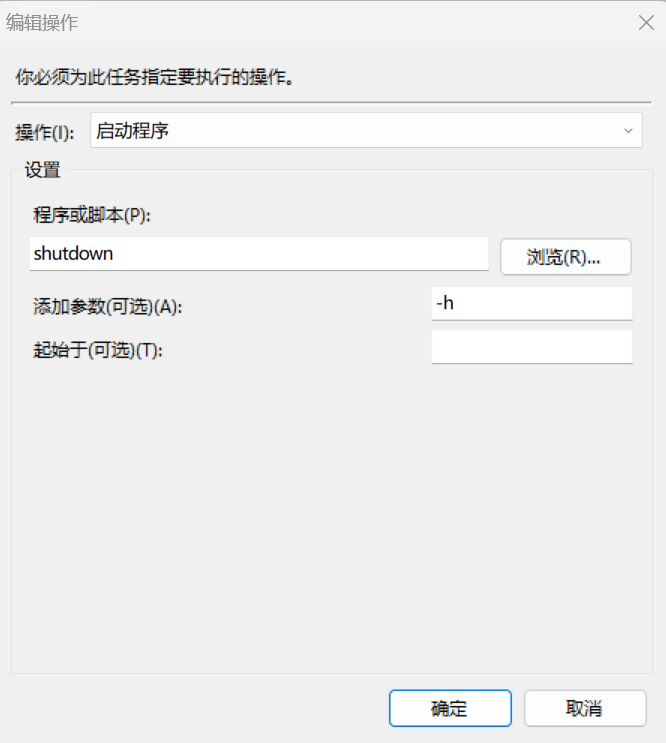 编辑操作
你必须为此任务指定要执行的操作。
操作(I): 启动程序
设置
程序或脚本(P):
shutdown 浏览(R)...
添加参数(可选)(A): -h
起始于(可选)(T):
确定 取消